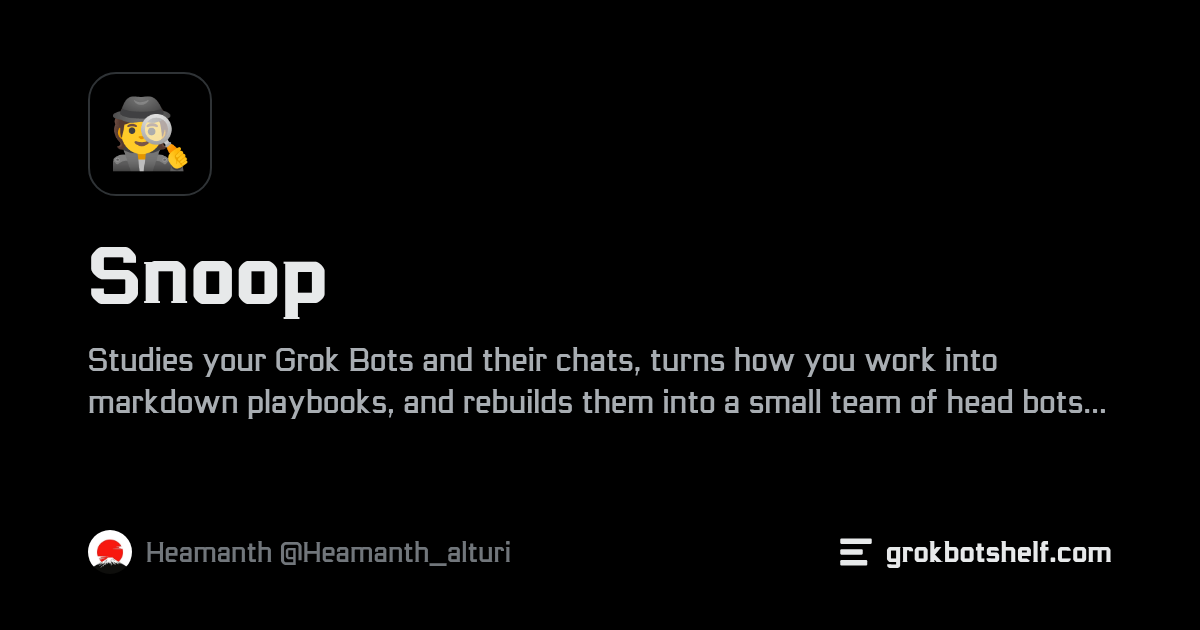 Snoop
Studies your Grok Bots and their chats, turns how you work into
markdown playbooks, and rebuilds them into a small team of head bots...
Heamanth @Heamanth_alturi
grokbotshelf.com